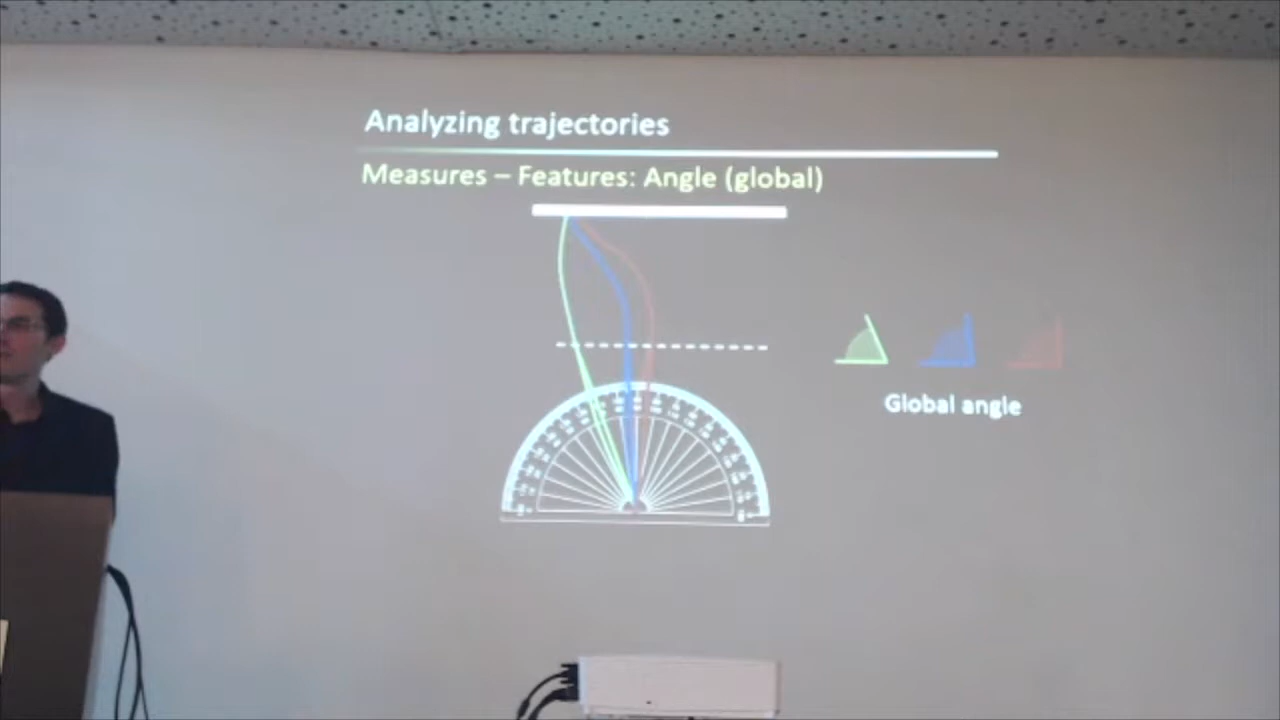 Analyzing trajectories
Measures – Features: Angle (global)
Global angle